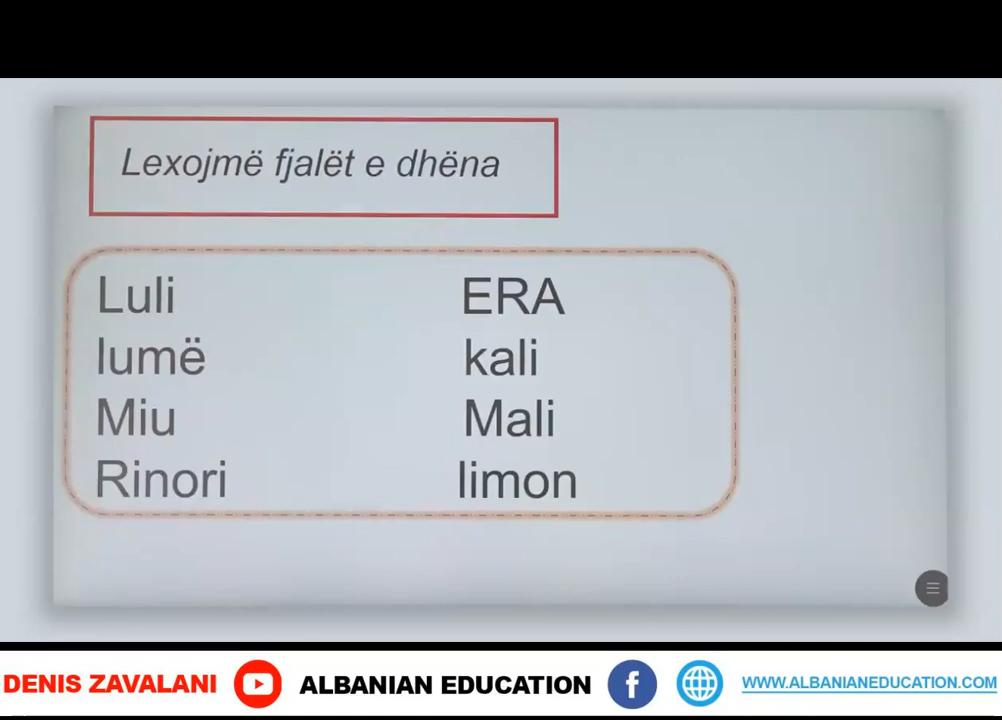 Lexojmë fjalët e dhëna
Luli
lumë
Miu
Rinori
ERA
kali
Mali
limon
DENIS ZAVALANI ALBANIAN EDUCATION WWW.ALBANIANEDUCATION.COM